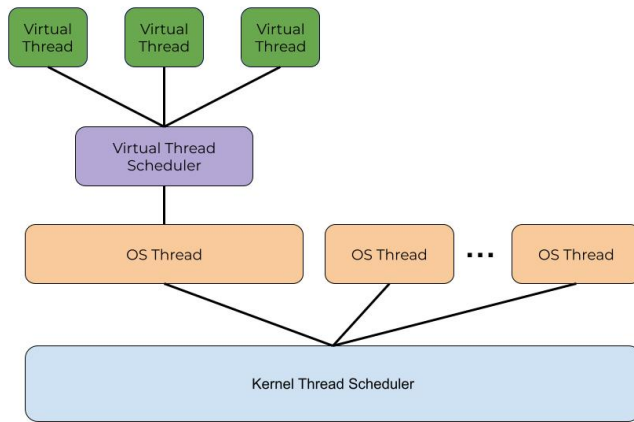 Virtual
Thread
Virtual
Thread
Virtual
Thread
Virtual Thread
Scheduler
OS Thread
OS Thread
...
OS Thread
Kernel Thread Scheduler